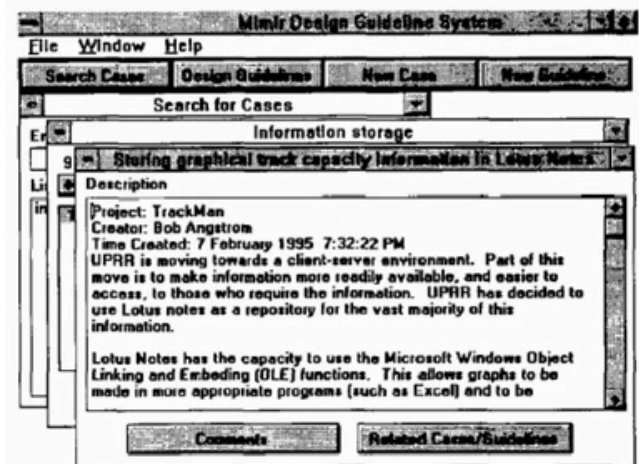 Mimir Design Guideline System
File Window Help
Search Cases Design Guidelines New Case New Guideline
Search for Cases
Information storage
Storing graphical track capacity information in Lotus Notes
Description
Project: TrackMan
Creator: Bob Angstrom
Time Created: 7 February 1995 7:32:22 PM
UPRR is moving towards a client-server environment. Part of this
move is to make information more readily available, and easier to
access, to those who require the information. UPRR has decided to
use Lotus notes as a repository for the vast majority of this
information.
Lotus Notes has the capacity to use the Microsoft Windows Object
Linking and Embeding (OLE) functions. This allows graphs to be
made in more appropriate programs (such as Excel) and to be
Comments Related Cases/Guidelines